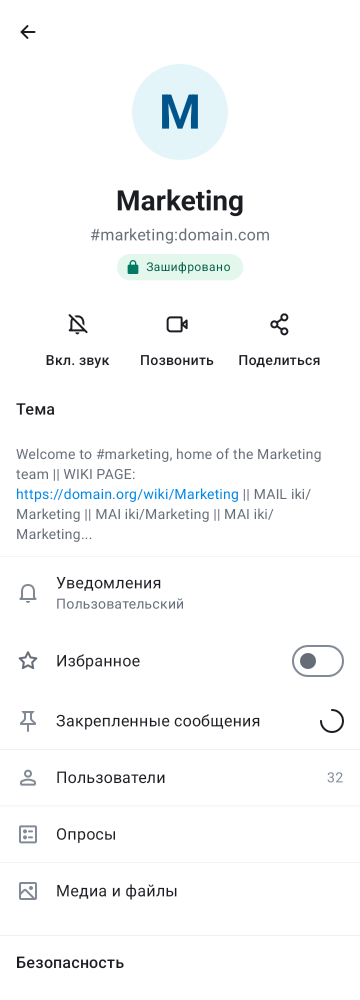 M
Marketing
#marketing:domain.com
Зашифровано
Вкл. звук
Позвонить
Поделиться
Тема
Welcome to #marketing, home of the Marketing
team || WIKI PAGE:
https://domain.org/wiki/Marketing || MAIL iki/
Marketing || MAI iki/Marketing || MAI iki/
Marketing...
Уведомления
Пользовательский
Избранное
Закрепленные сообщения
Пользователи 32
Опросы
Медиа и файлы
Безопасность